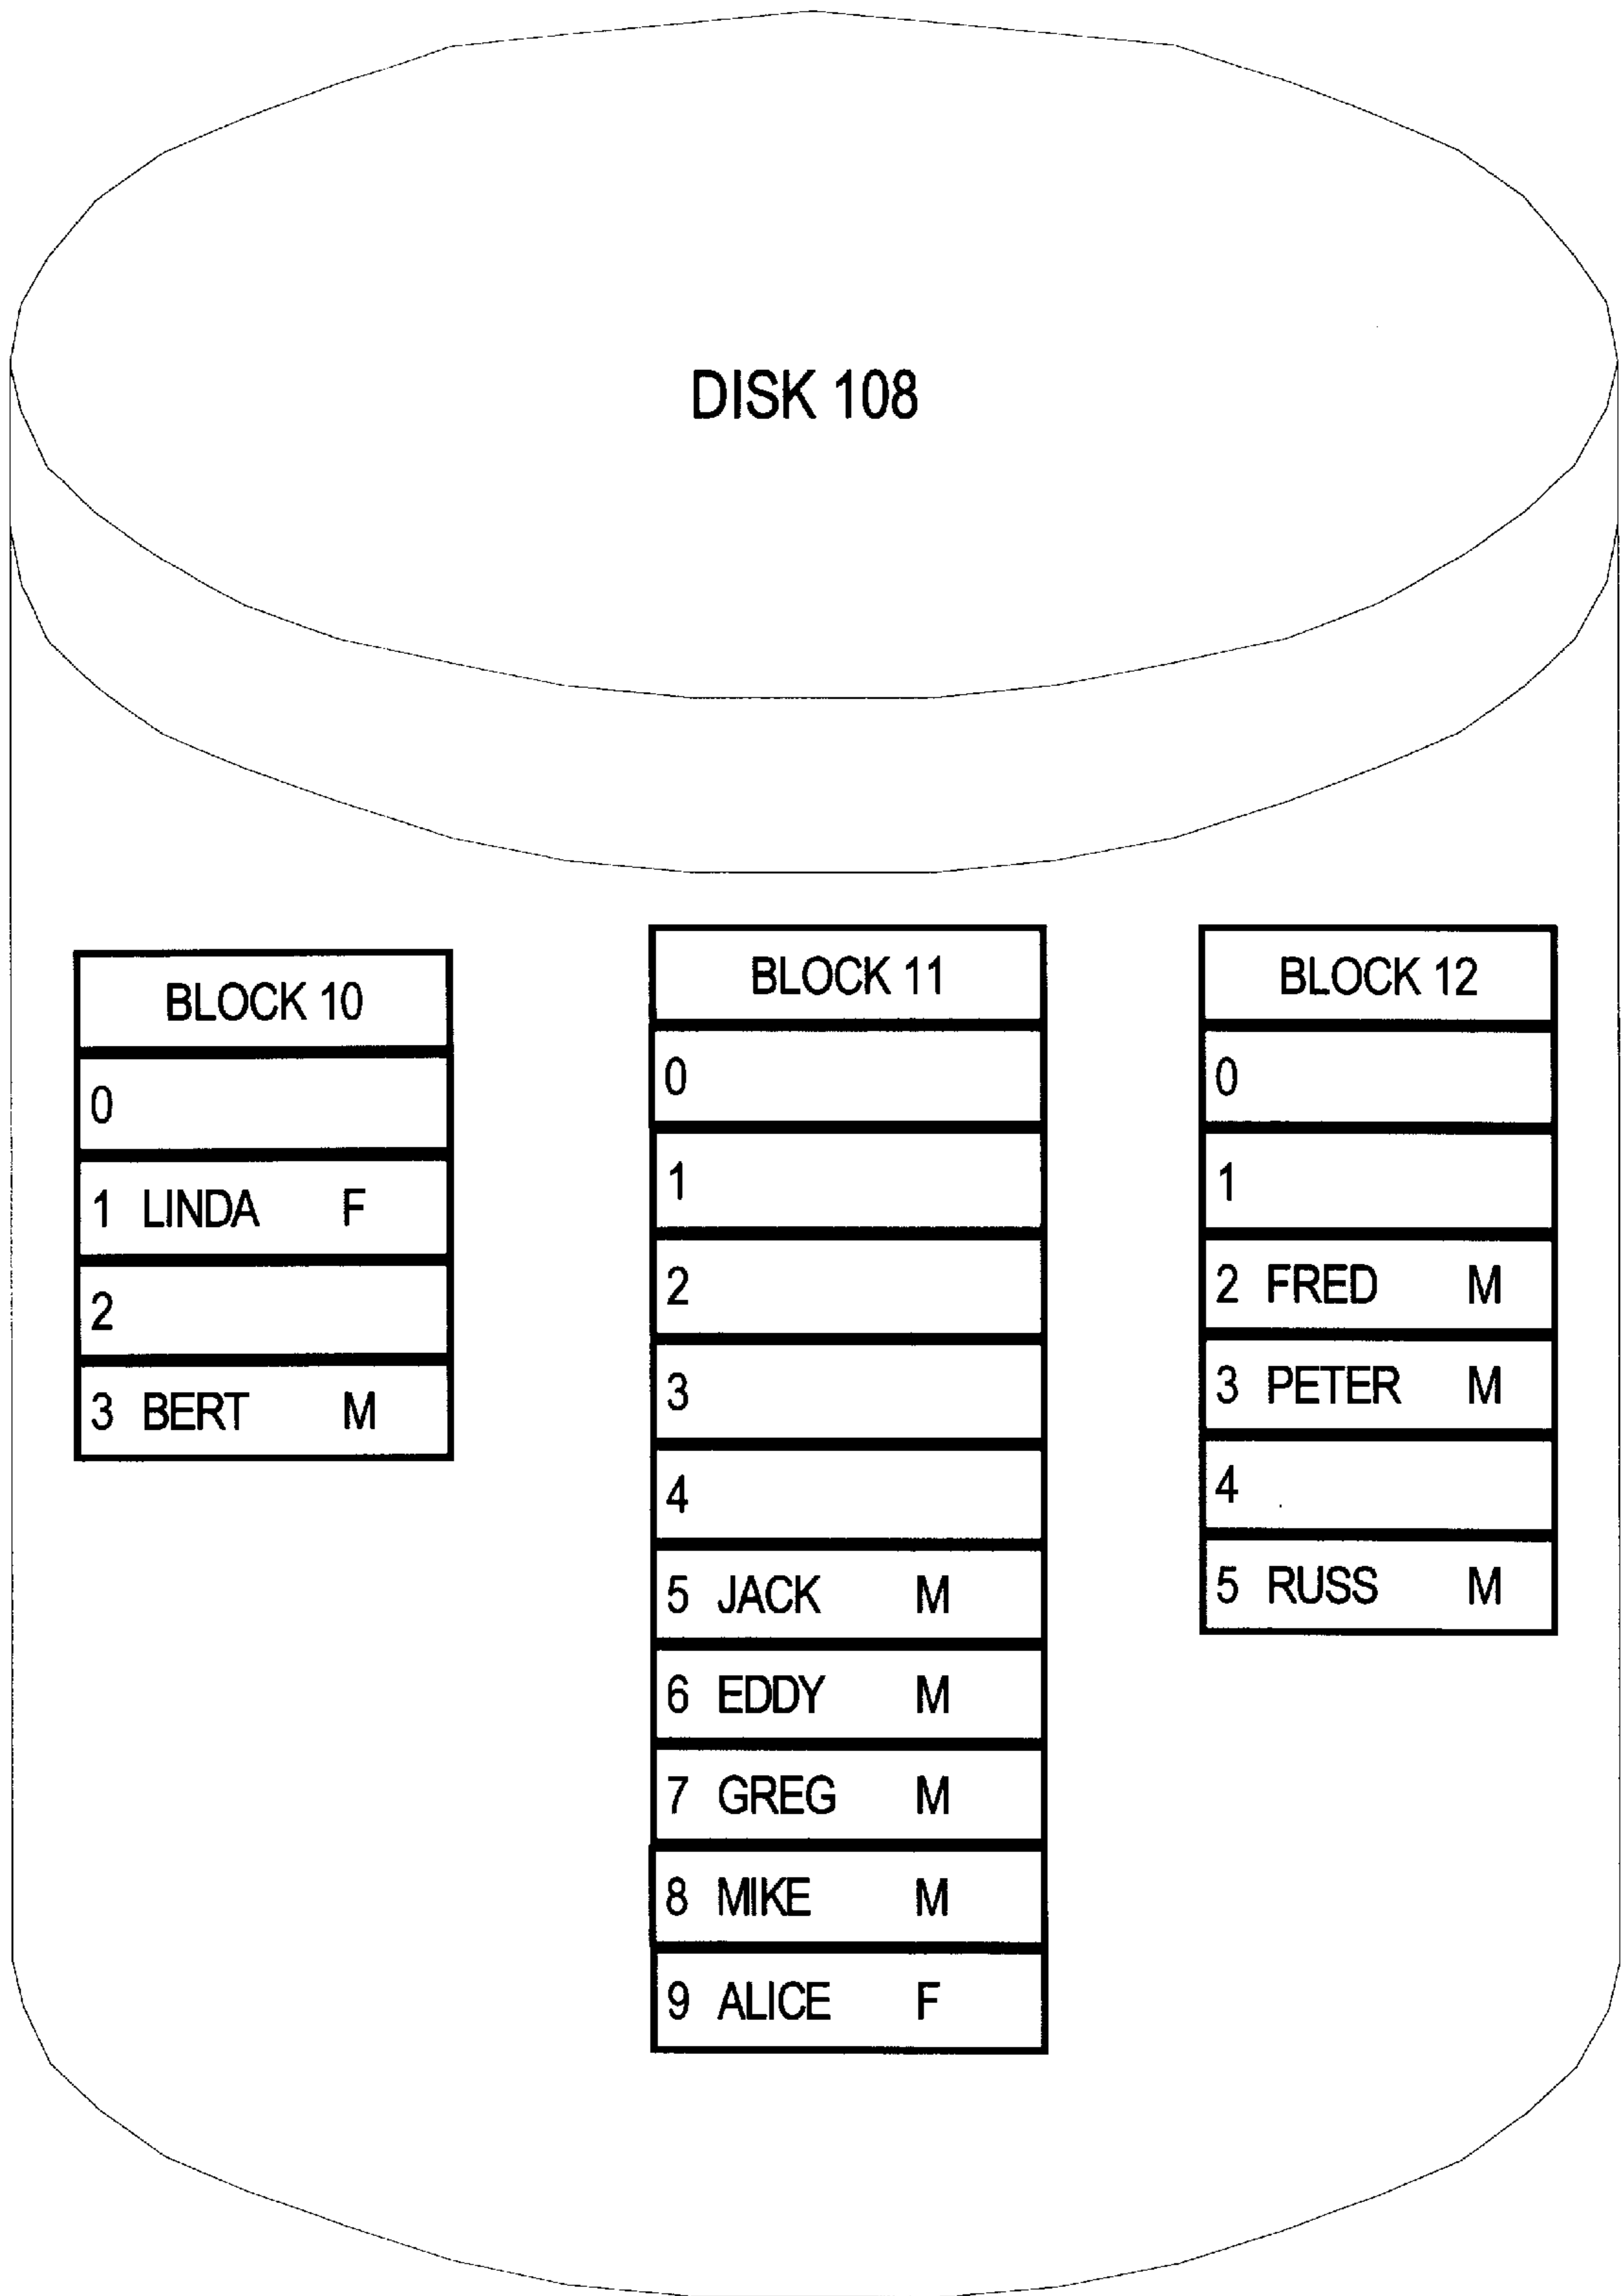 DISK 108
BLOCK 10
0
1 LINDA F
2
3 BERT M
BLOCK 11
0
1
2
3
4
5 JACK M
6 EDDY M
7 GREG M
8 MIKE M
9 ALICE F
BLOCK 12
0
1
2 FRED M
3 PETER M
4
5 RUSS M